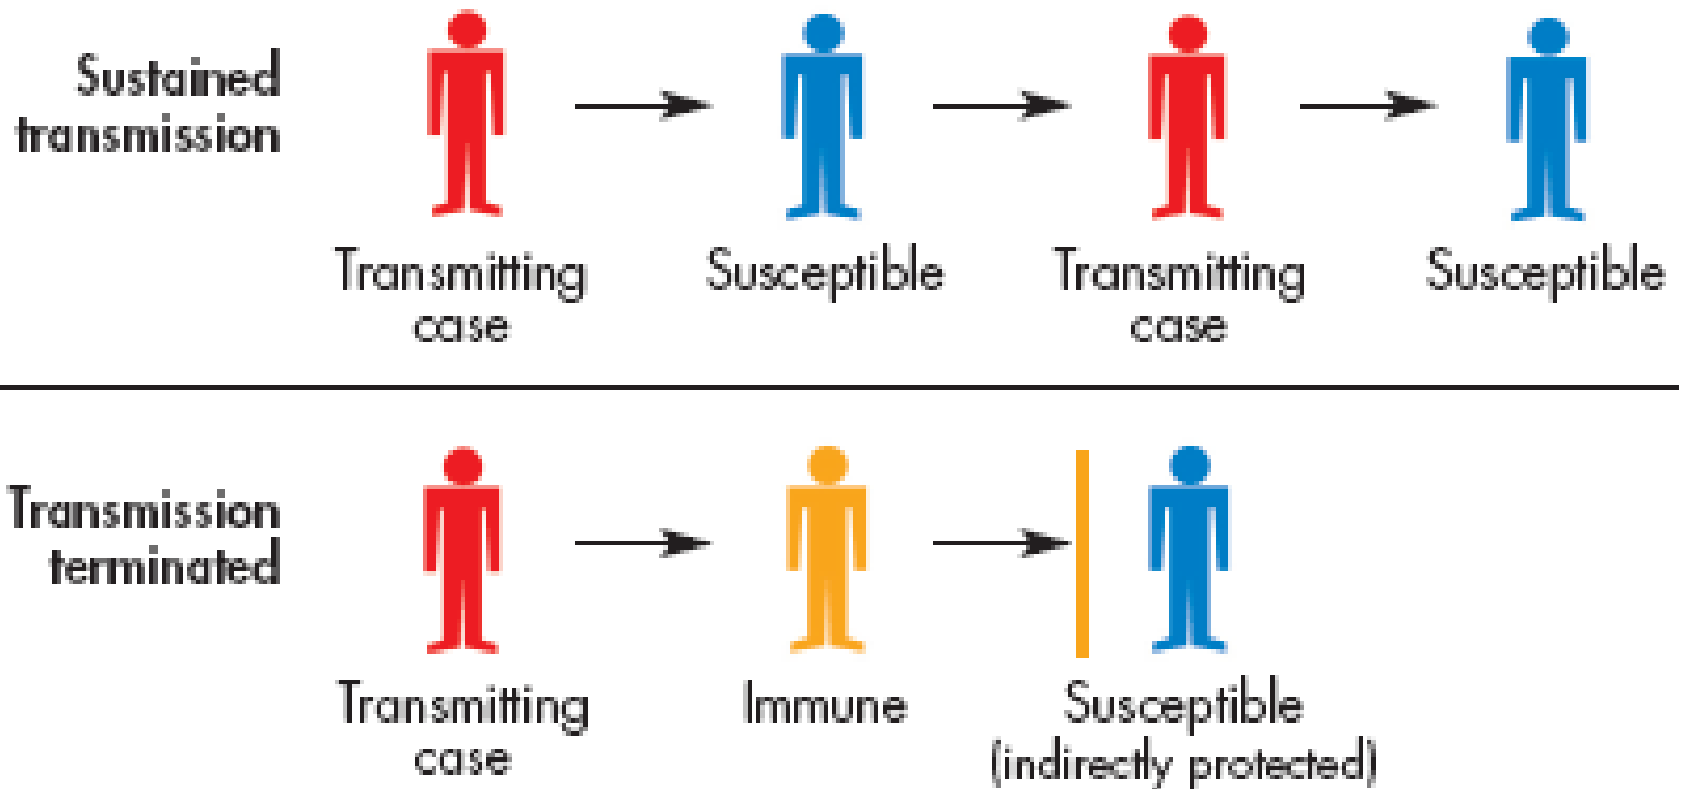 Sustained
transmission
Transmitting
case
Susceptible
Transmitting
case
Susceptible
Transmission
terminated
Transmitting
case
Immune
Susceptible
(indirectly protected)